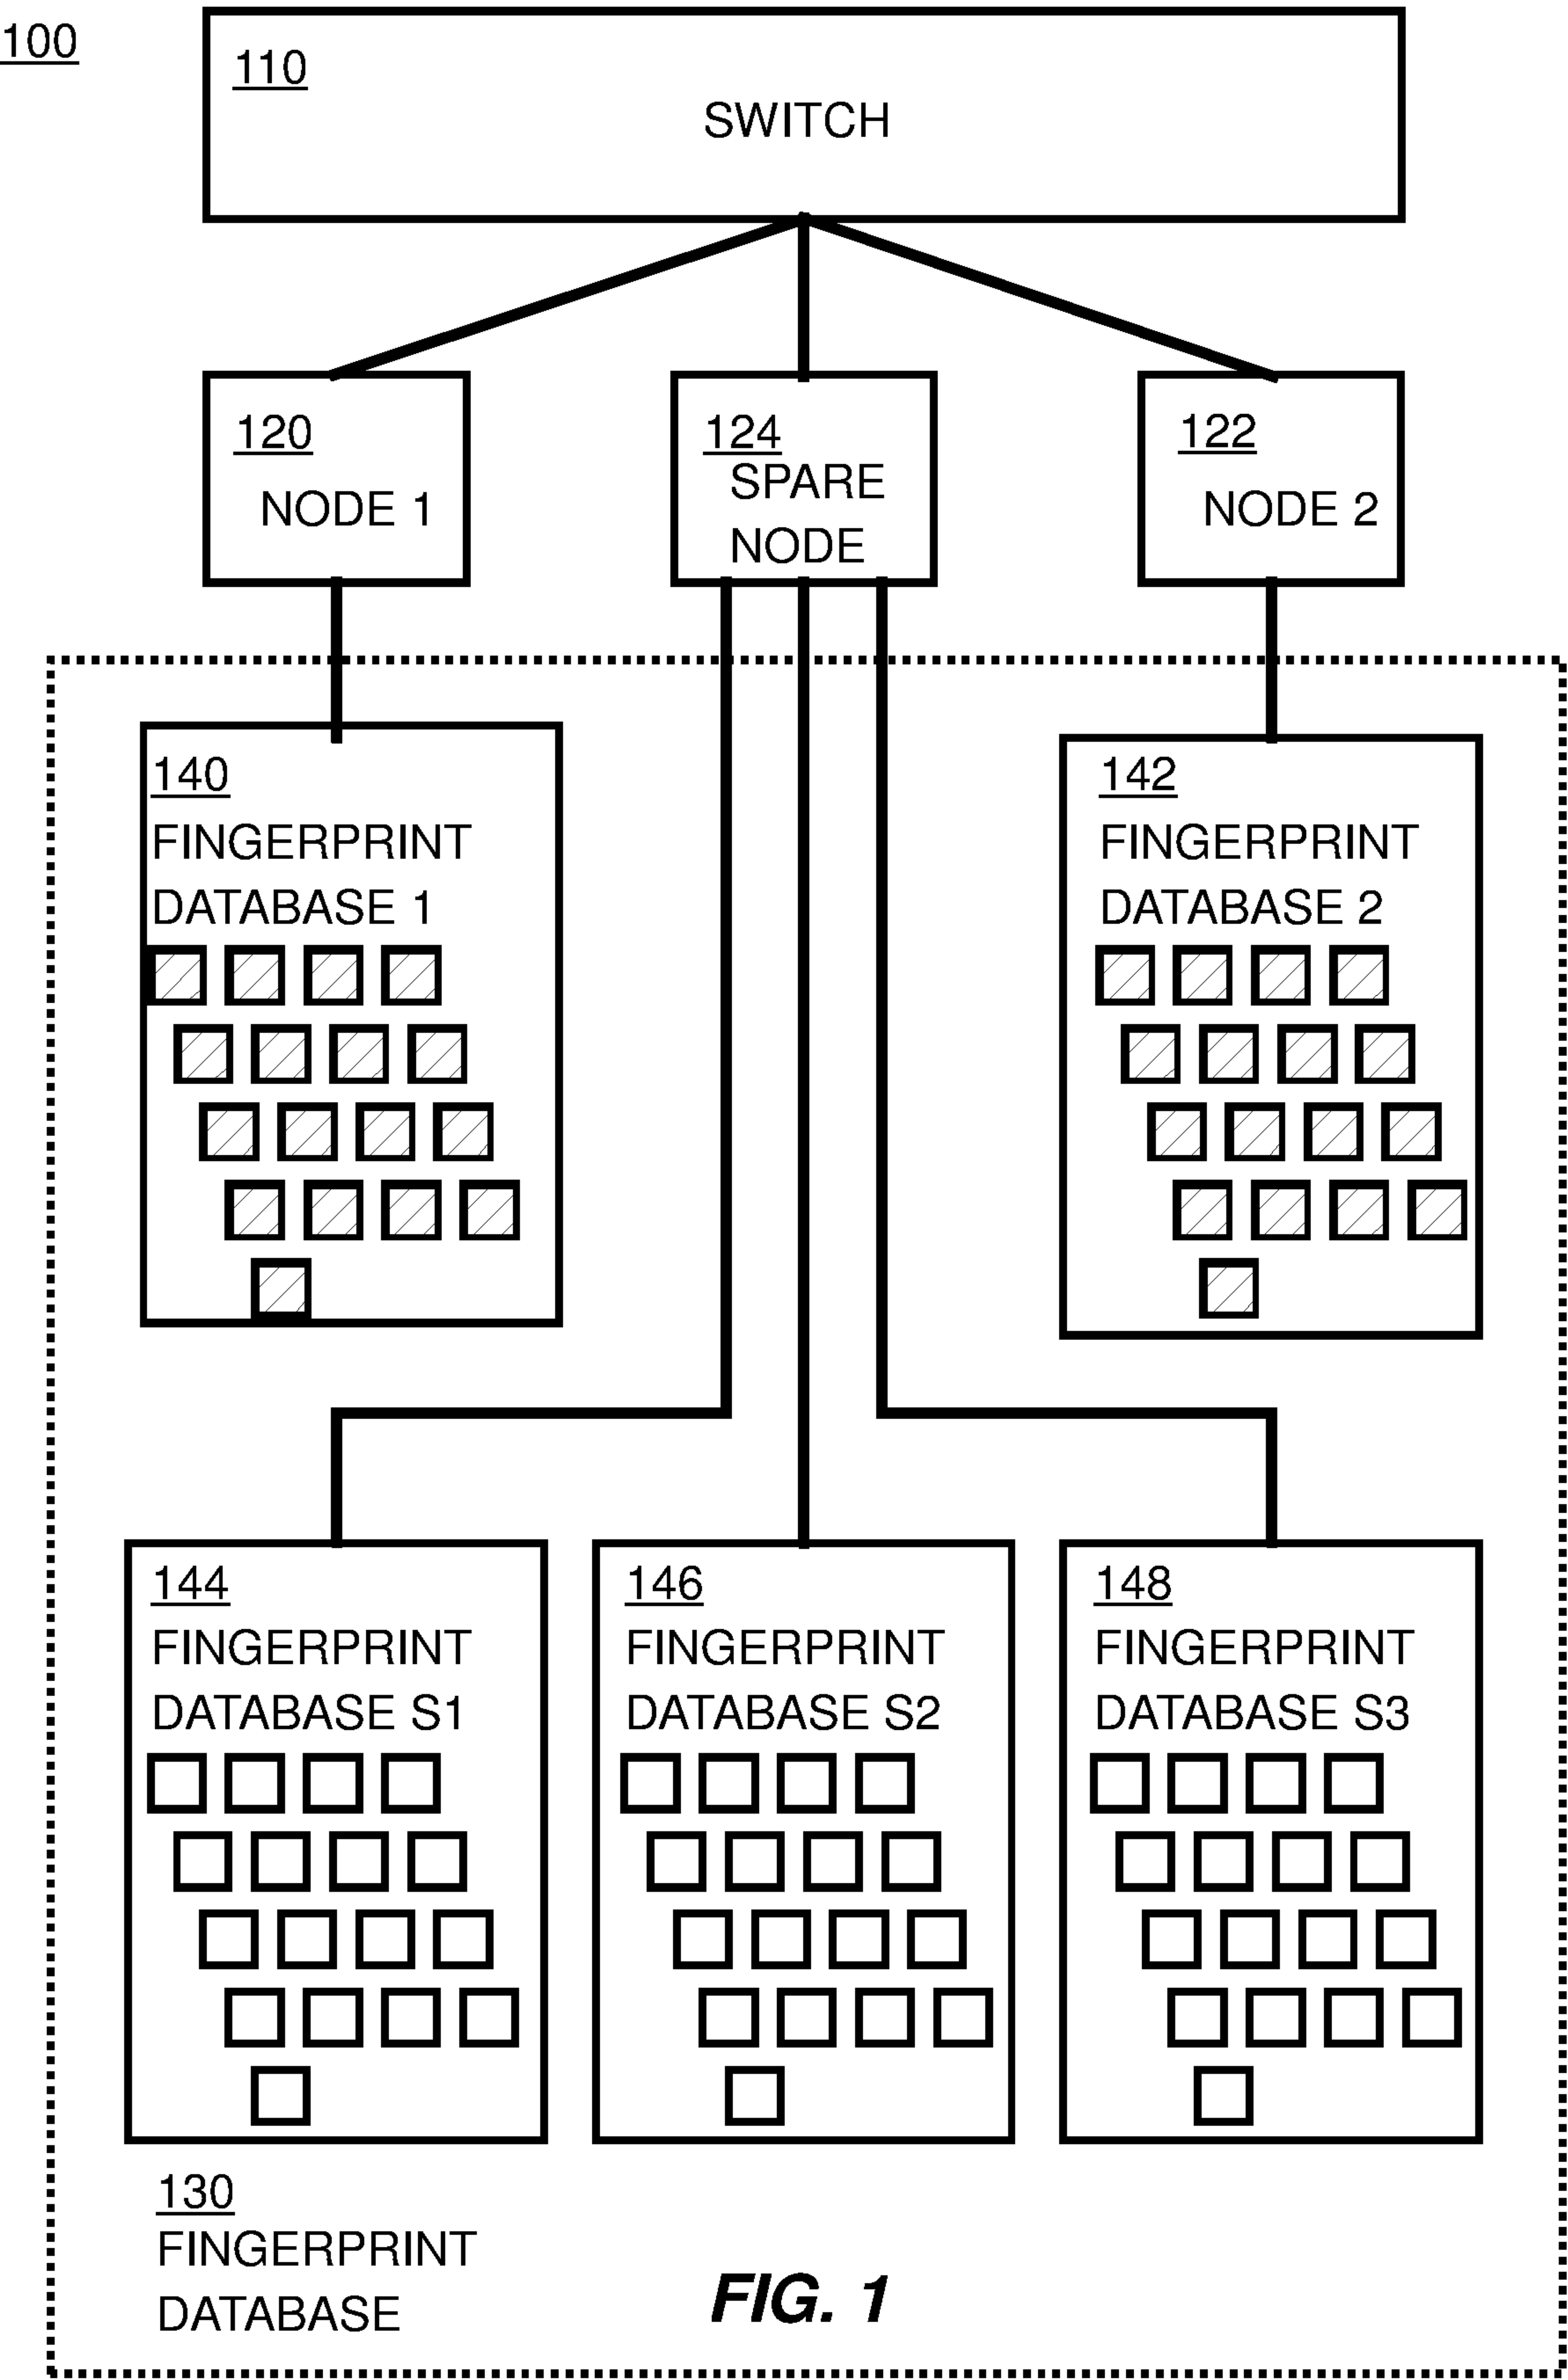 100
110
SWITCH
120
NODE 1
124
SPARE
NODE
122
NODE 2
140
FINGERPRINT
DATABASE 1
142
FINGERPRINT
DATABASE 2
144
FINGERPRINT
DATABASE S1
146
FINGERPRINT
DATABASE S2
148
FINGERPRINT
DATABASE S3
130
FINGERPRINT
DATABASE
FIG. 1